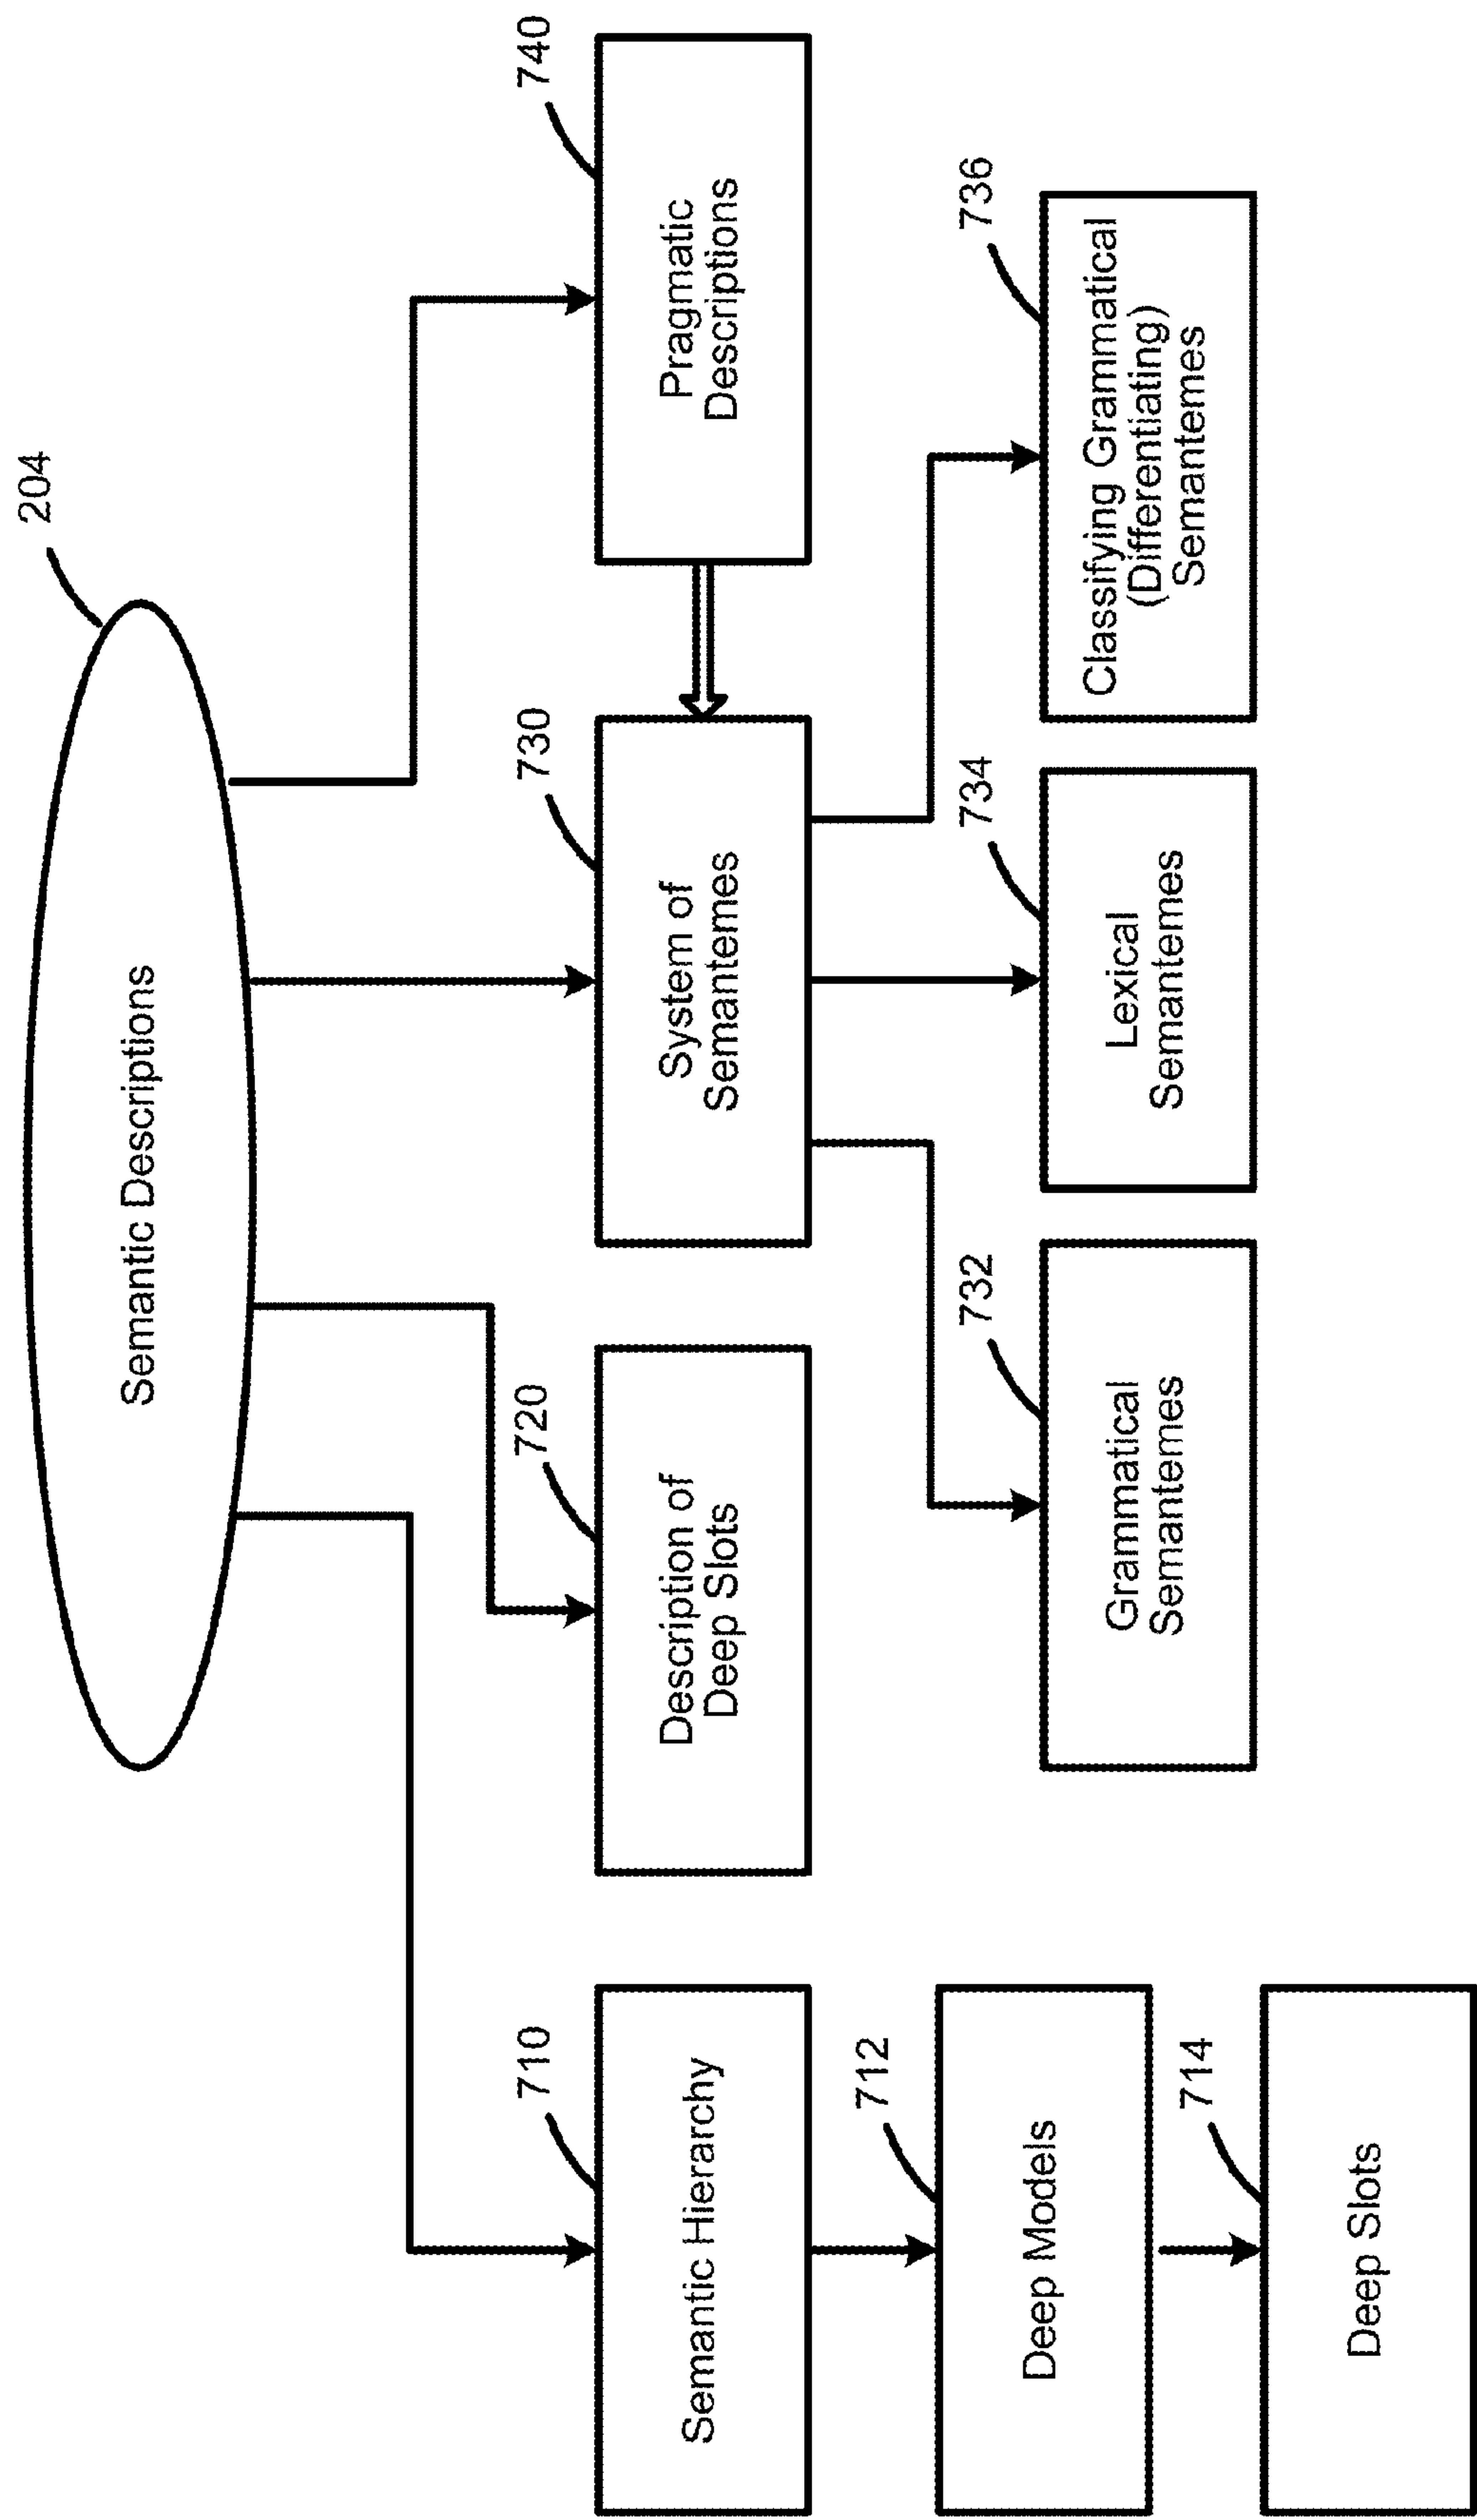 204
Semantic Descriptions
710
Semantic Hierarchy
720
Description of
Deep Slots
730
System of
Semantemes
740
Pragmatic
Descriptions
712
Deep Models
714
Deep Slots
732
Grammatical
Semantemes
734
Lexical
Semantemes
736
Classifying Grammatical
(Differentiating)
Semantemes